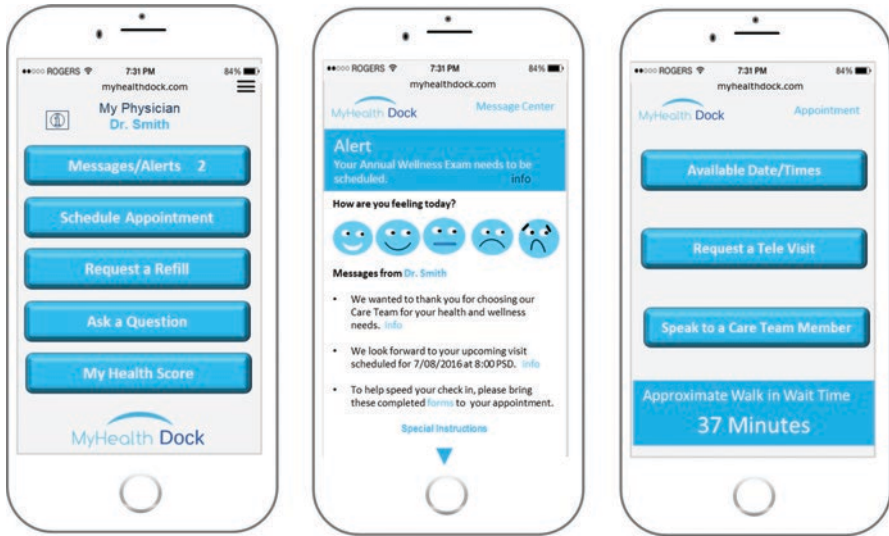 ROGERS 7:31 PM 84%
myhealthdock.com
My Physician
Dr. Smith
Messages/Alerts 2
Schedule Appointment
Request a Refill
Ask a Question
My Health Score
MyHealth Dock
ROGERS 7:31 PM 84%
myhealthdock.com
MyHealth Dock Message Center
Alert
Your Annual Wellness Exam needs to be
scheduled. info
How are you feeling today?
Messages from Dr. Smith
• We wanted to thank you for choosing our
Care Team for your health and wellness
needs. info
• We look forward to your upcoming visit
scheduled for 7/08/2016 at 8:00 PSD. info
• To help speed your check in, please bring
these completed forms to your appointment.
Special Instructions
ROGERS 7:31 PM 84%
myhealthdock.com
MyHealth Dock Appointment
Available Date/Times
Request a Tele Visit
Speak to a Care Team Member
Approximate Walk in Wait Time
37 Minutes